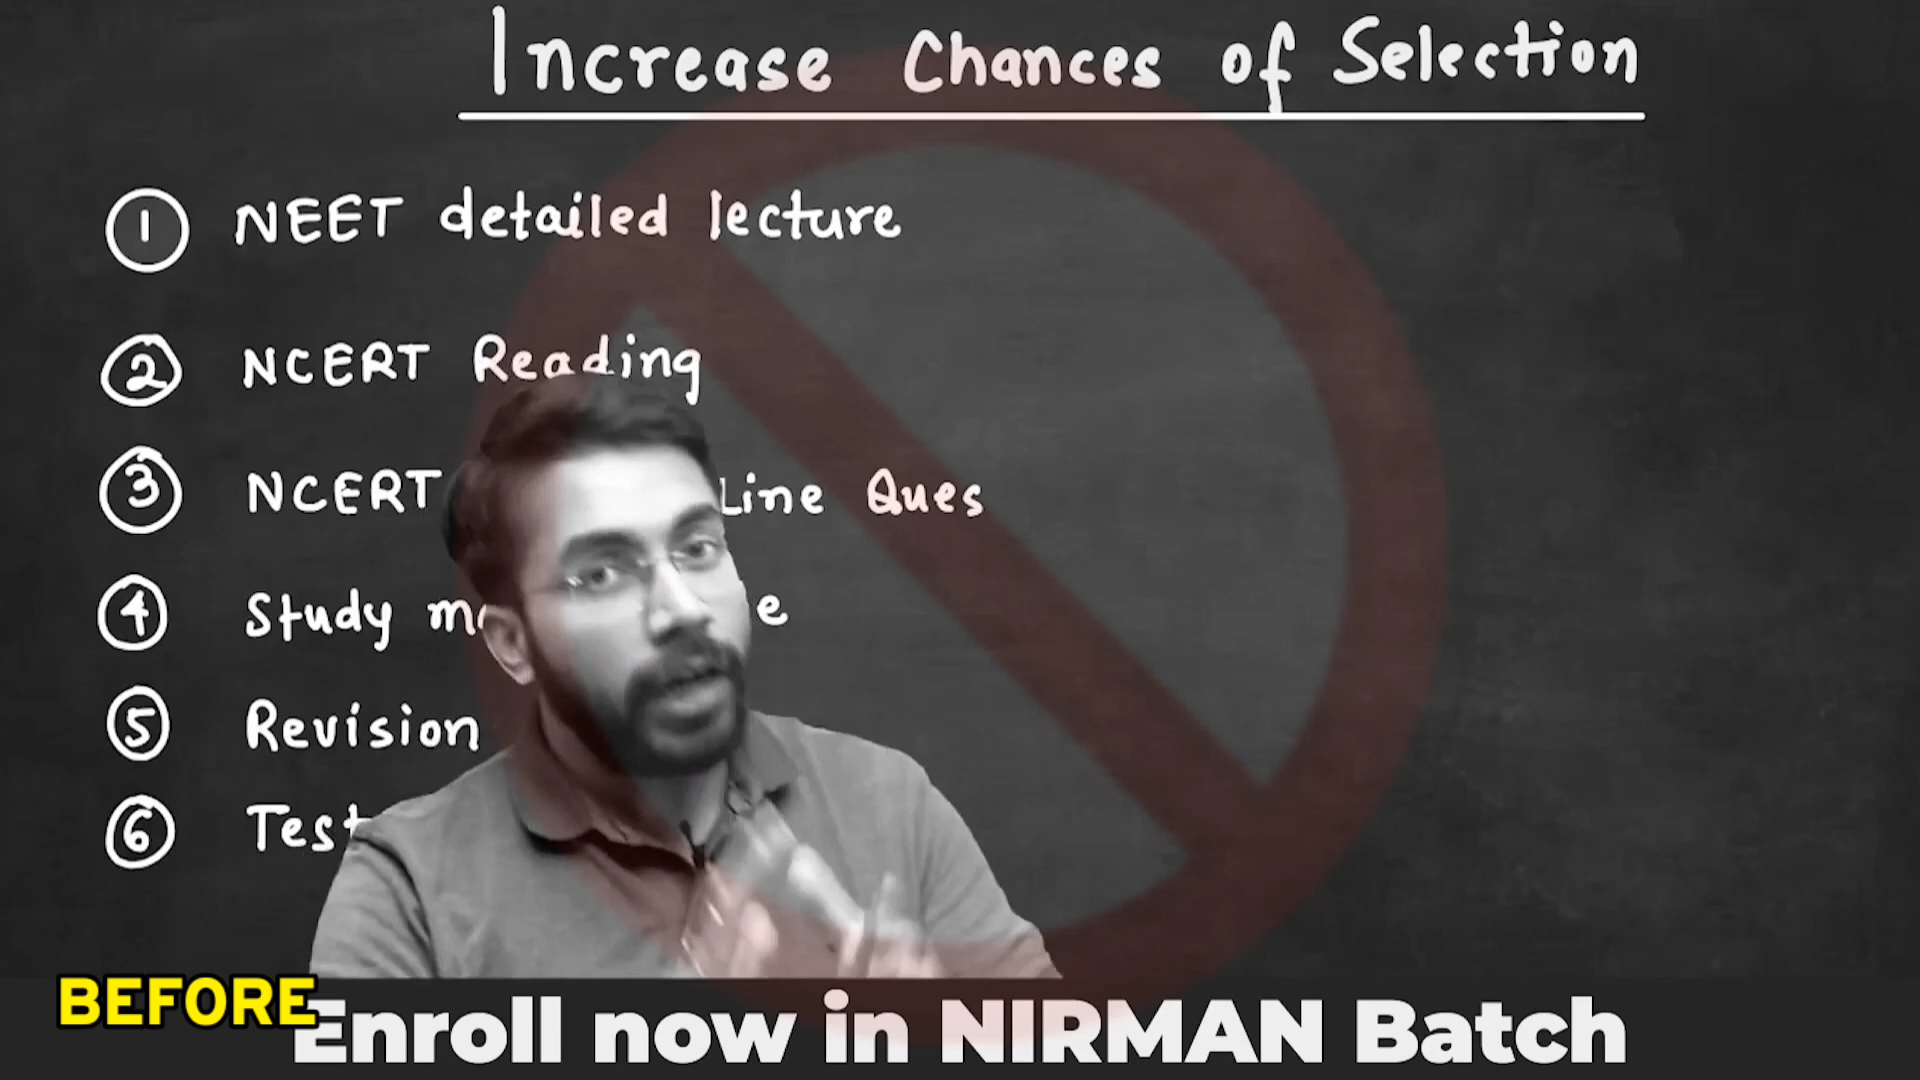 Increase Chances of Selection
1 NEET detailed lecture
2 NCERT Reading
3 NCERT Line Ques
4 Study
5 Revision
6 Test
BEFORE
Enroll now in NIRMAN Batch